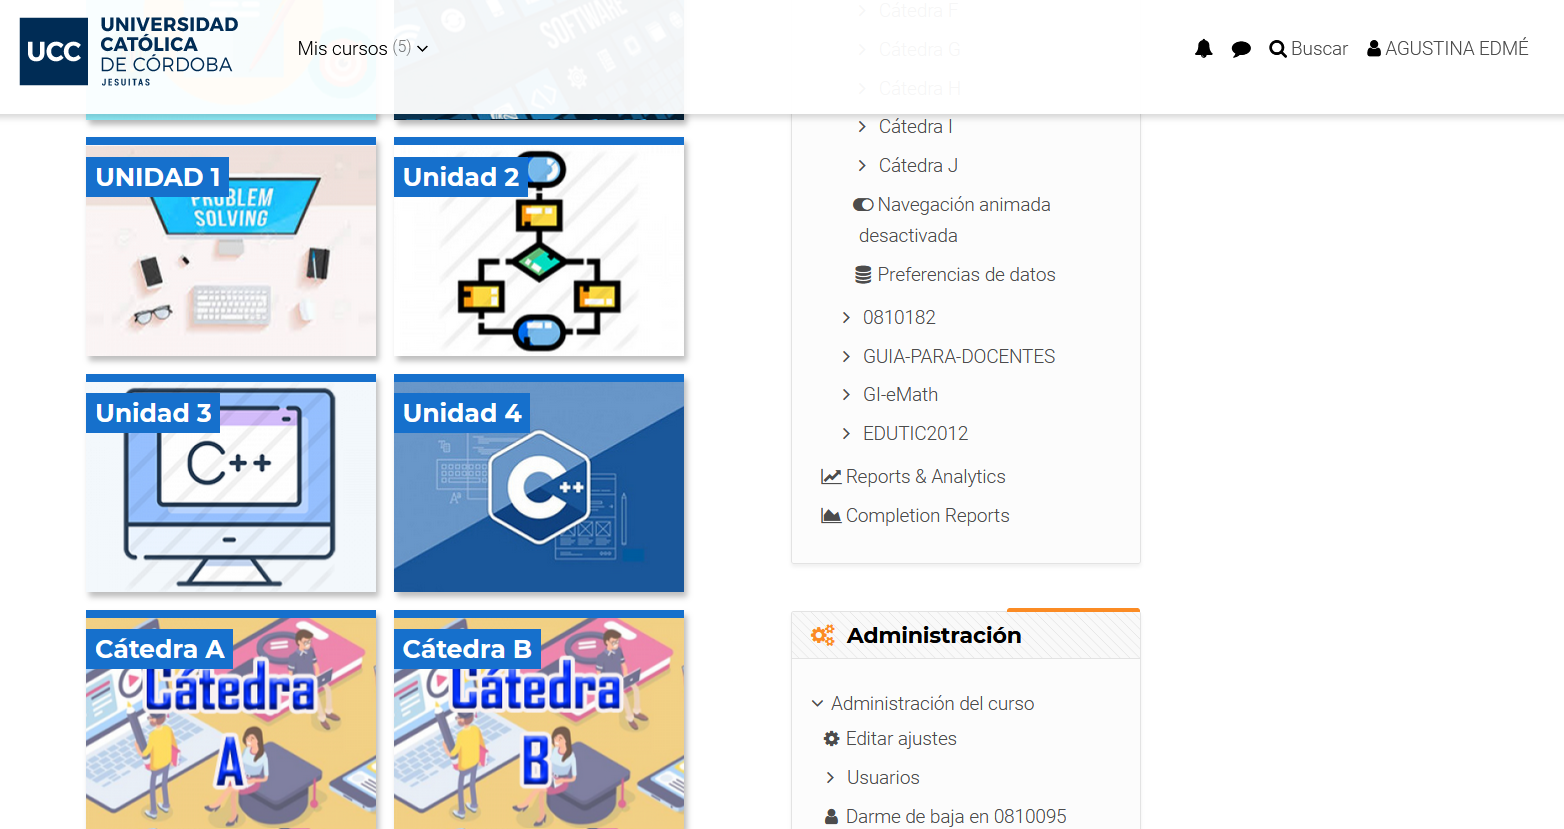 UCC
UNIVERSIDAD
CATÓLICA
DE CÓRDOBA
JESUITAS
Mis cursos (5)
Buscar
AGUSTINA EDMÉ
SOFTWARE
UNIDAD 1
PROBLEM
SOLVING
Unidad 2
Unidad 3
C++
Unidad 4
C++
Cátedra A
Cátedra
A
Cátedra B
Cátedra
B
Cátedra F
Cátedra G
Cátedra H
Cátedra I
Cátedra J
Navegación animada
desactivada
Preferencias de datos
0810182
GUIA-PARA-DOCENTES
GI-eMath
EDUTIC2012
Reports & Analytics
Completion Reports
Administración
Administración del curso
Editar ajustes
Usuarios
Darme de baja en 0810095